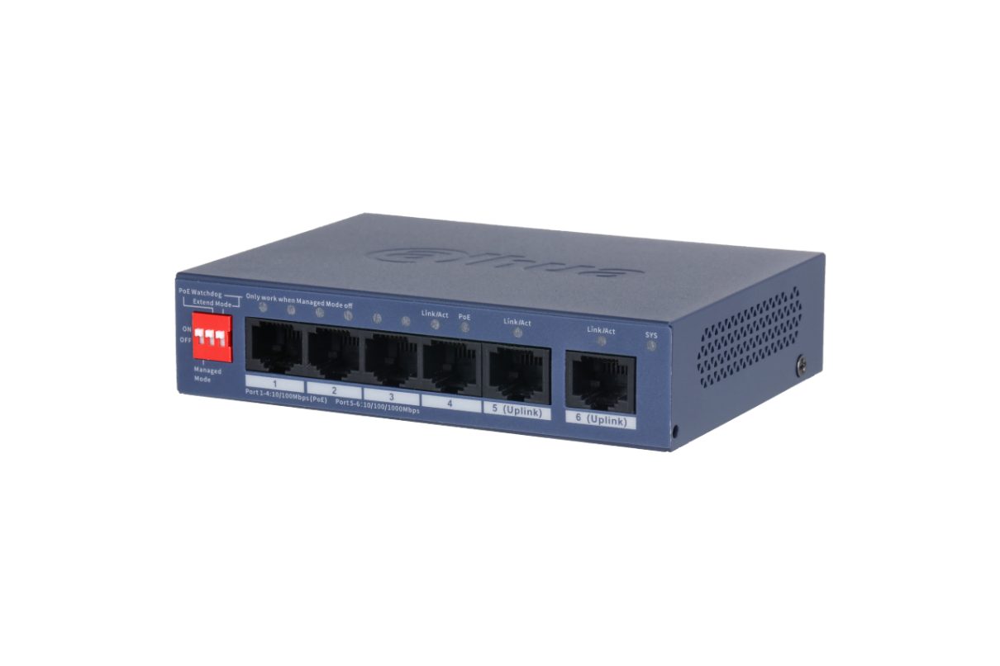 alhua
PoE Watchdog
Extend Mode
Only work when Managed Mode off
Link/Act PoE
Link/Act
Link/Act
SYS
ON
OFF
Managed
Mode
1
2
3
4
5 (Uplink)
6 (Uplink)
Port 1-4:10/100Mbps(PoE) Port 5-6:10/100/1000Mbps